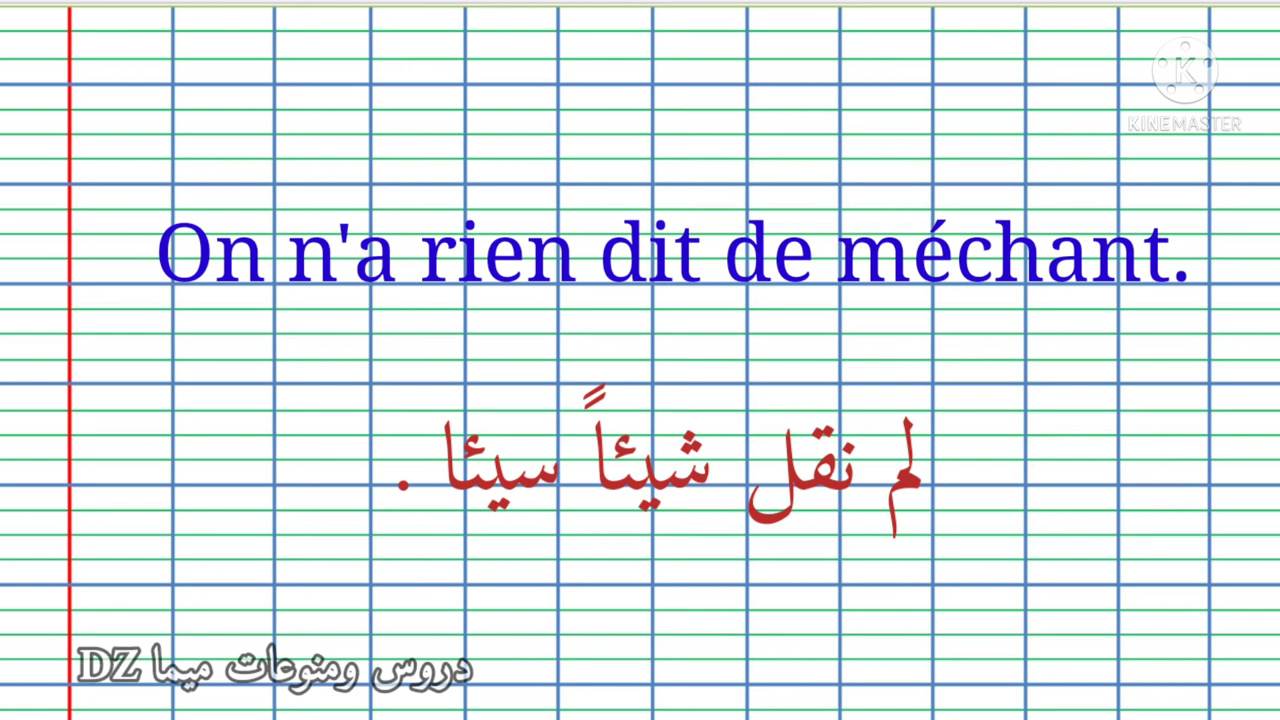 KINEMASTER
On n'a rien dit de méchant.
لم نقل شيئاً سيئا .
دروس ومنوعات ميما DZ